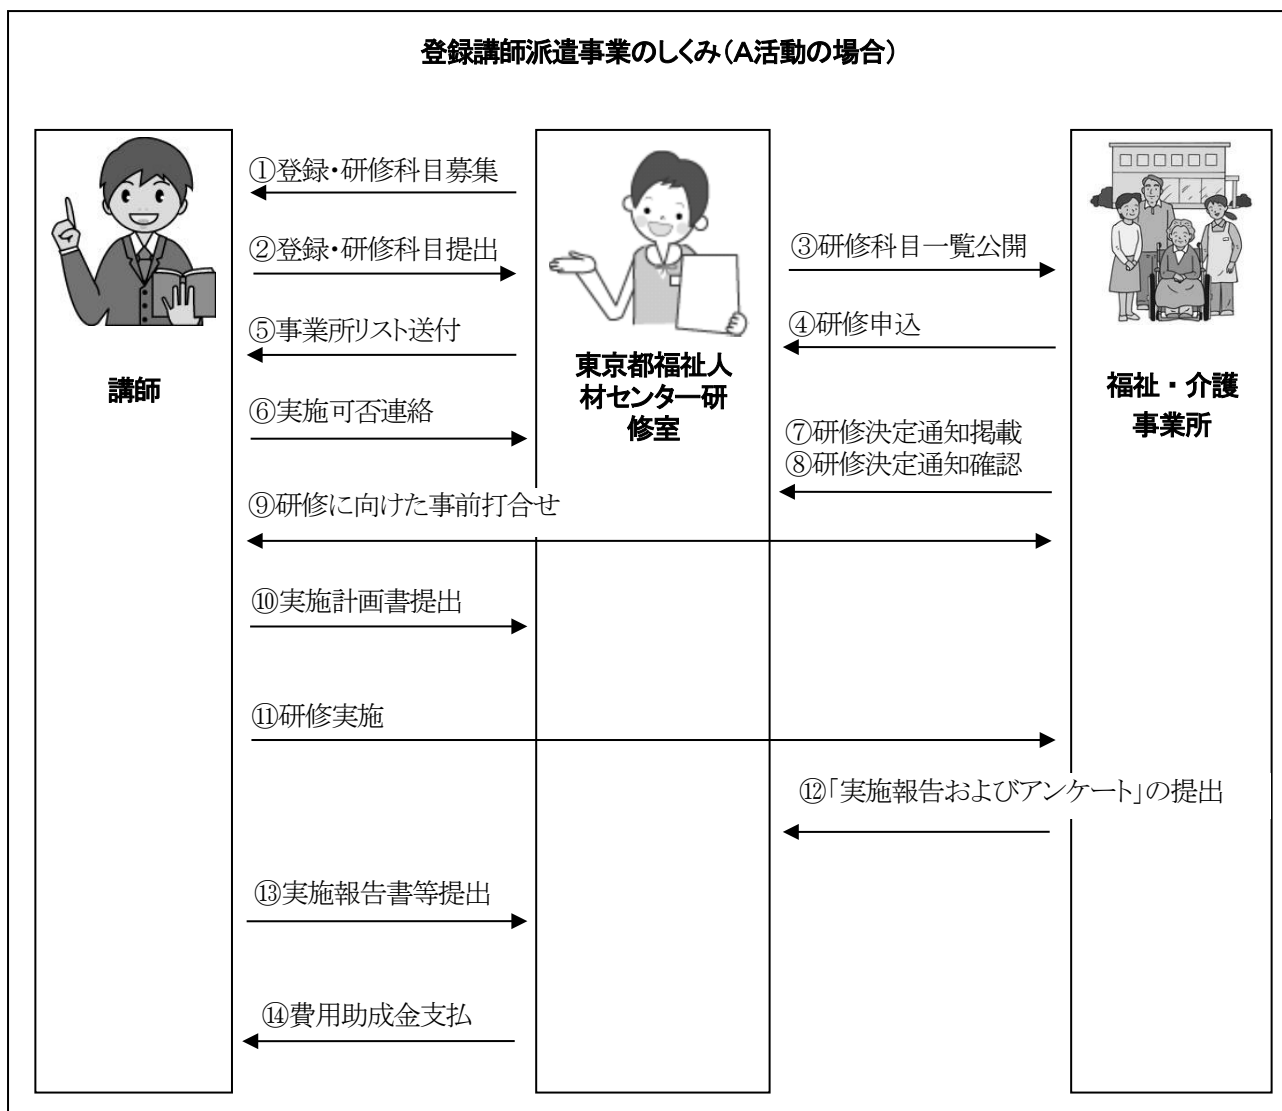 登録講師派遣事業のしくみ（A活動の場合）
①登録・研修科目募集
②登録・研修科目提出
③研修科目一覧公開
④研修申込
⑤事業所リスト送付
東京都福祉人
材センター研
修室
講師
福祉・介護
事業所
⑥実施可否連絡
⑦研修決定通知掲載
⑧研修決定通知確認
⑨研修に向けた事前打合せ
⑩実施計画書提出
⑪研修実施
⑫「実施報告およびアンケート」の提出
⑬実施報告書等提出
⑭費用助成金支払